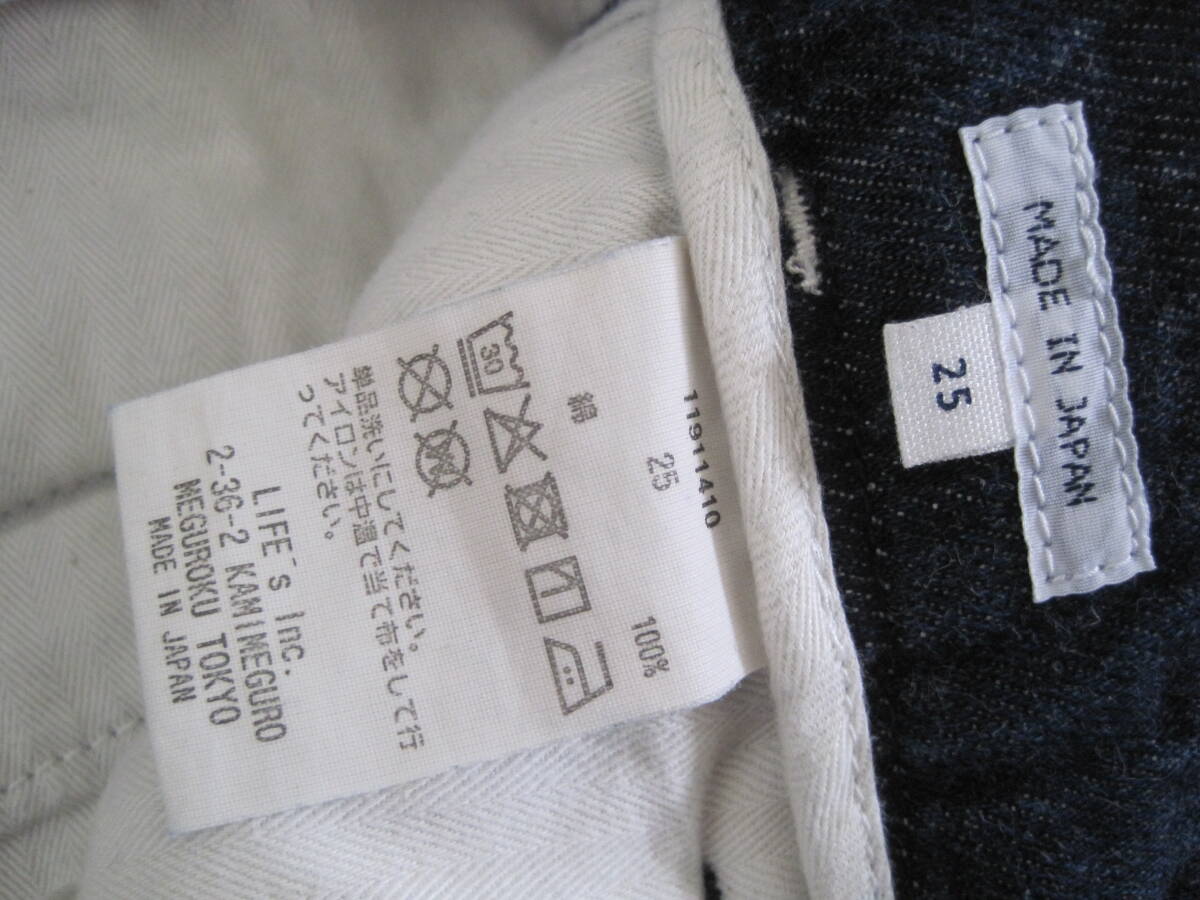 11911410
25
綿 100%
30
単品洗いにしてください。
アイロンは中温で当て布をして行
ってください。
LIFE's Inc.
2-36-2 KAMIMEGURO
MEGUROKU TOKYO
MADE IN JAPAN
MADE IN JAPAN
25